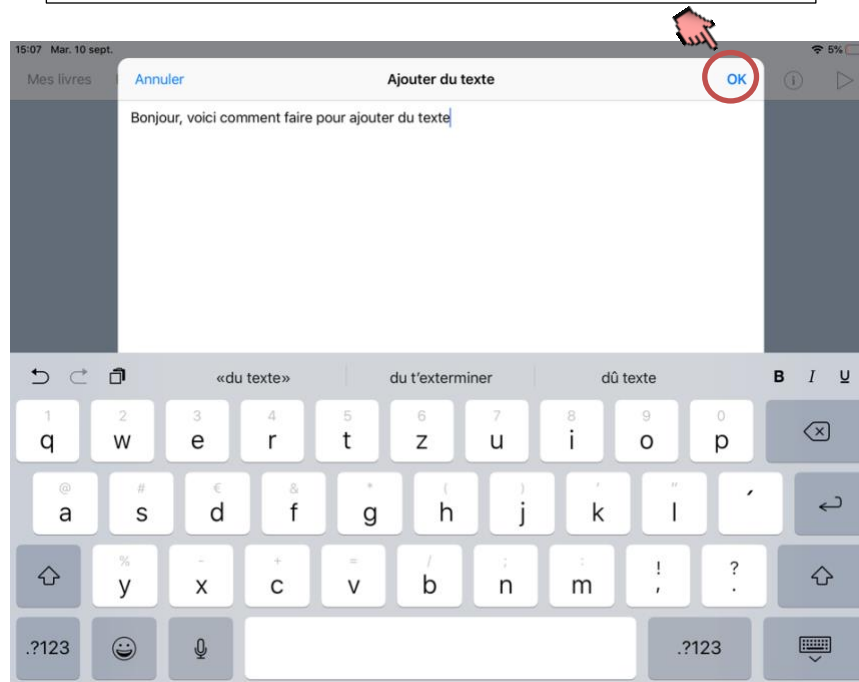 15:07 Mar. 10 sept. 5%
Mes livres
Annuler Ajouter du texte OK
Bonjour, voici comment faire pour ajouter du texte
«du texte» du t'exterminer dû texte B I U
1 2 3 4 5 6 7 8 9 0
q w e r t z u i o p
@ # € & * ( ) ' "
a s d f g h j k l ´
% - + = / ; : ! ?
y x c v b n m , .
.?123 .?123